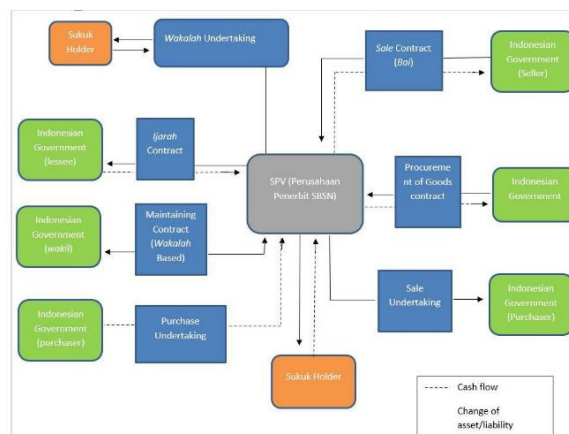 Sukuk
Holder
Wakalah Undertaking
Sale Contract
(Bai)
Indonesian
Government
(Seller)
Indonesian
Government
(lessee)
Ijarah
Contract
SPV (Perusahaan
Penerbit SBSN)
Procureme
nt of Goods
contract
Indonesian
Government
Indonesian
Government
(wakil)
Maintaining
Contract
(Wakalah
Based)
Sale
Undertaking
Indonesian
Government
(Purchaser)
Indonesian
Government
(purchaser)
Purchase
Undertaking
Sukuk Holder
Cash flow
Change of
asset/liability